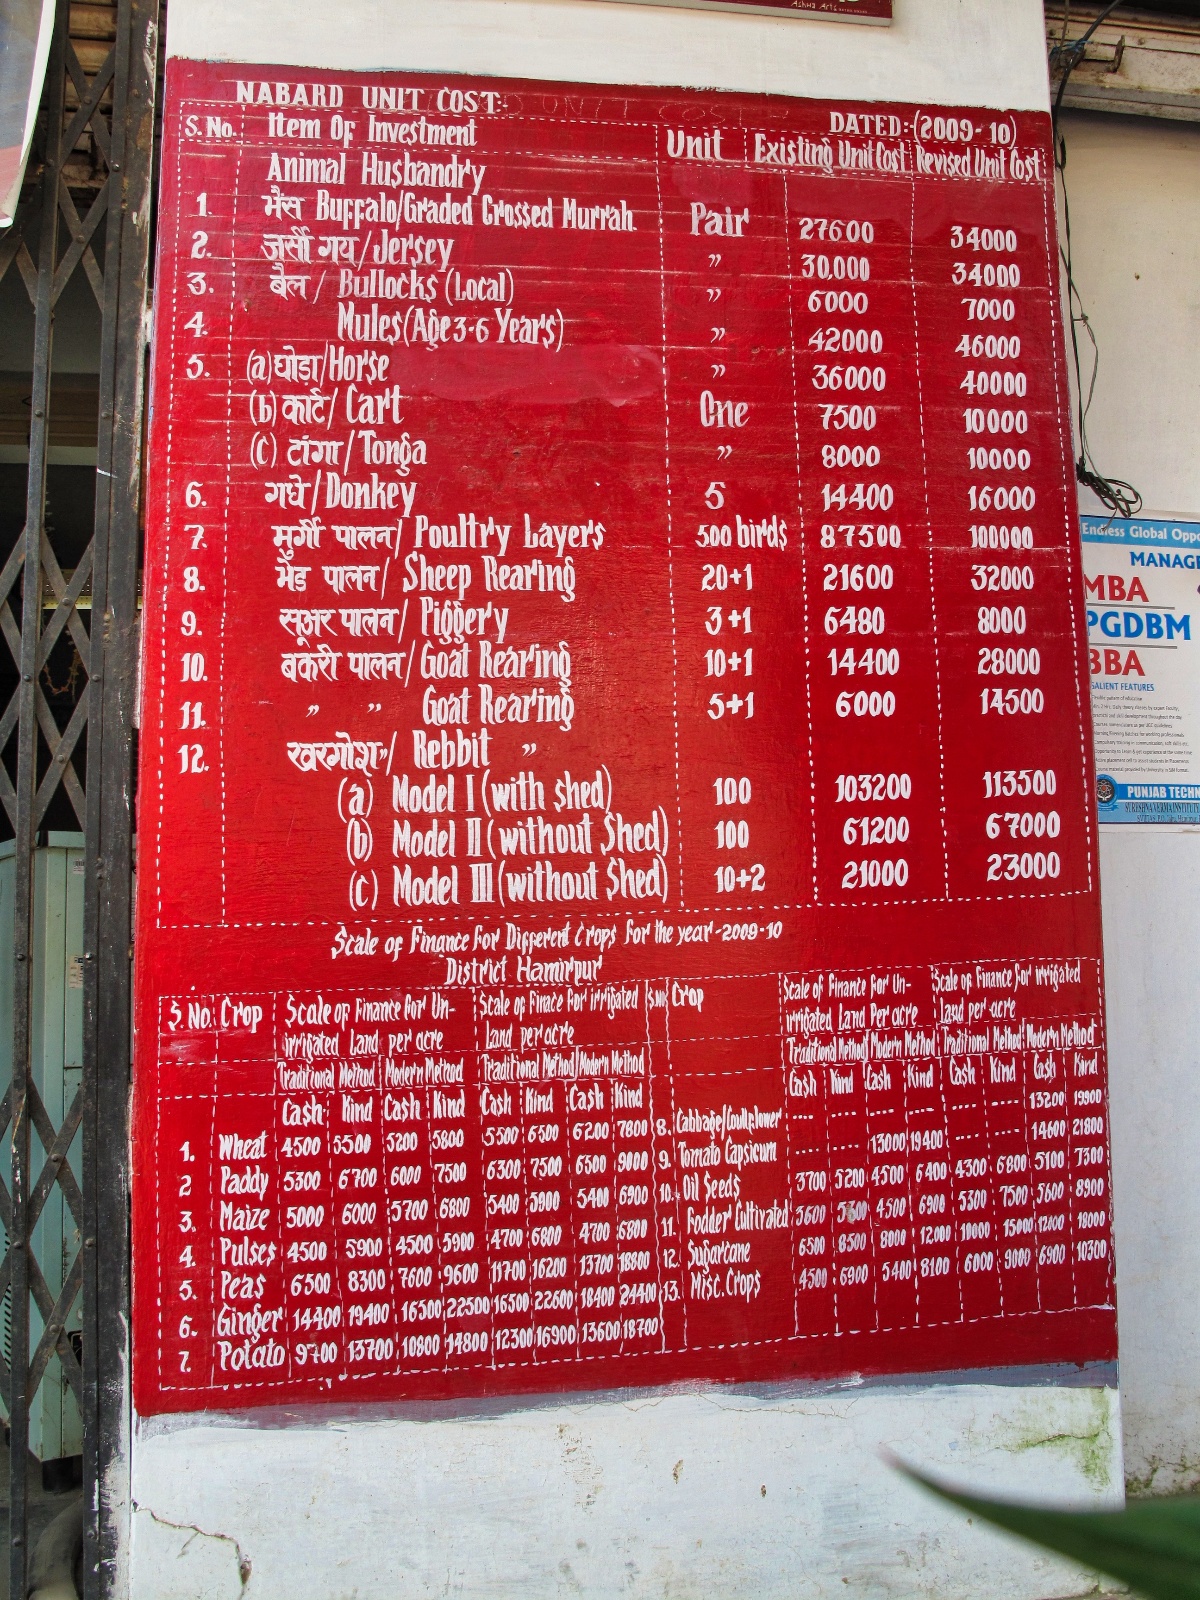 Ashwa Arts
NABARD UNIT COST:-
DATED:-(2009-10)
S.No. Item Of Investment Unit Existing Unit Cost Revised Unit Cost
Animal Husbandry
1. भैंस Buffalo/Graded Crossed Murrah Pair 27600 34000
2. जर्सी गाय/Jersey ” 30,000 34000
3. बैल/ Bullocks (Local) ” 6000 7000
4. Mules(Age 3-6 Years) ” 42000 46000
5. (a) घोड़ा/Horse ” 36000 40000
(b) कार्ट/ Cart One 7500 10000
(c) टांगा/Tonga ” 8000 10000
6. गधे/Donkey 5 14400 16000
7. मुर्गी पालन/ Poultry Layers 500 birds 87500 100000
8. भेड पालन/ Sheep Rearing 20+1 21600 32000
9. सूअर पालन/ Piggery 3+1 6480 8000
10. बकरी पालन/Goat Rearing 10+1 14400 28000
11. ” ” Goat Rearing 5+1 6000 14500
12. खरगोश”/ Rebbit ”
(a) Model I (with shed) 100 103200 113500
(b) Model II (without Shed) 100 61200 67000
(c) Model III (without Shed) 10+2 21000 23000
Scale of Finance For Different Crops For the year-2009-10
District Hamirpur
S.No. Crop Scale of Finance for Un-irrigated Land per acre Scale of Finace For irrigated Land per acre S.No. Crop Scale of Finance For Un-irrigated Land Per acre Scale of Finance For irrigated Land per acre
Traditional Method Modern Method Traditional Method Modern Method Traditional Method Modern Method Traditional Method Modern Method
Cash Kind Cash Kind Cash Kind Cash Kind Cash Kind Cash Kind Cash Kind Cash Kind
1. Wheat 4500 5500 5200 5800 5500 6500 6200 7800 8. Cabbage/Coulflower .... .... .... .... .... .... 13200 19900
2 Paddy 5300 6700 6000 7500 6300 7500 6500 9000 9. Tomato Capsicum .... .... 13000 19400 .... .... 14600 21800
3. Maize 5000 6000 5700 6800 5400 5900 5400 6900 10. Oil Seeds 3700 5200 4500 6400 4300 6800 5100 7300
4. Pulses 4500 5900 4500 5900 4700 6800 4700 6800 11. Fodder Cultivated 3600 4500 6900 5300 7500 5600 8900
5. Peas 6500 8300 7600 9600 11700 16200 13700 18800 12. Sugarcane 6500 8500 8000 12000 10000 15000 12000 18000
6. Ginger 14400 19400 16500 22500 16500 22600 18400 24400 13. Misc. Crops 4500 6900 5400 8100 6000 9000 6900 10300
7. Potato 9700 13700 10800 14800 12300 16900 13600 18700
Endless Global Oppo
MANAGE
MBA
PGDBM
BBA
SALIENT FEATURES
PUNJAB TECHN